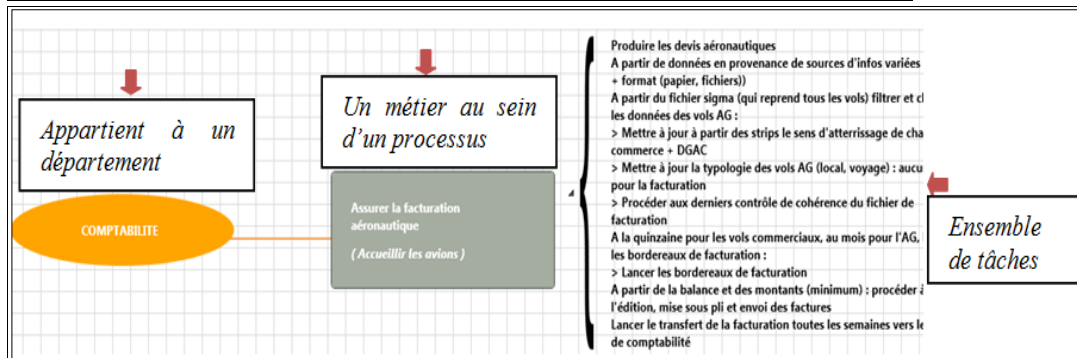 Appartient à un
département
COMPTABILITE
Un métier au sein
d'un processus
Assurer la facturation
aéronautique
( Accueillir les avions )
Produire les devis aéronautiques
A partir de données en provenance de sources d'infos variées
+ format (papier, fichiers))
A partir du fichier sigma (qui reprend tous les vols) filtrer et
les données des vols AG :
> Mettre à jour à partir des strips le sens d'atterrissage de
commerce + DGAC
> Mettre à jour la typologie des vols AG (local, voyage) :
pour la facturation
> Procéder aux derniers contrôle de cohérence du fichier de
facturation
A la quinzaine pour les vols commerciaux, au mois pour l'AG,
les bordereaux de facturation :
> Lancer les bordereaux de facturation
A partir de la balance et des montants (minimum) : procéder à
l'édition, mise sous pli et envoi des factures
Lancer le transfert de la facturation toutes les semaines vers
de comptabilité
Ensemble
de tâches